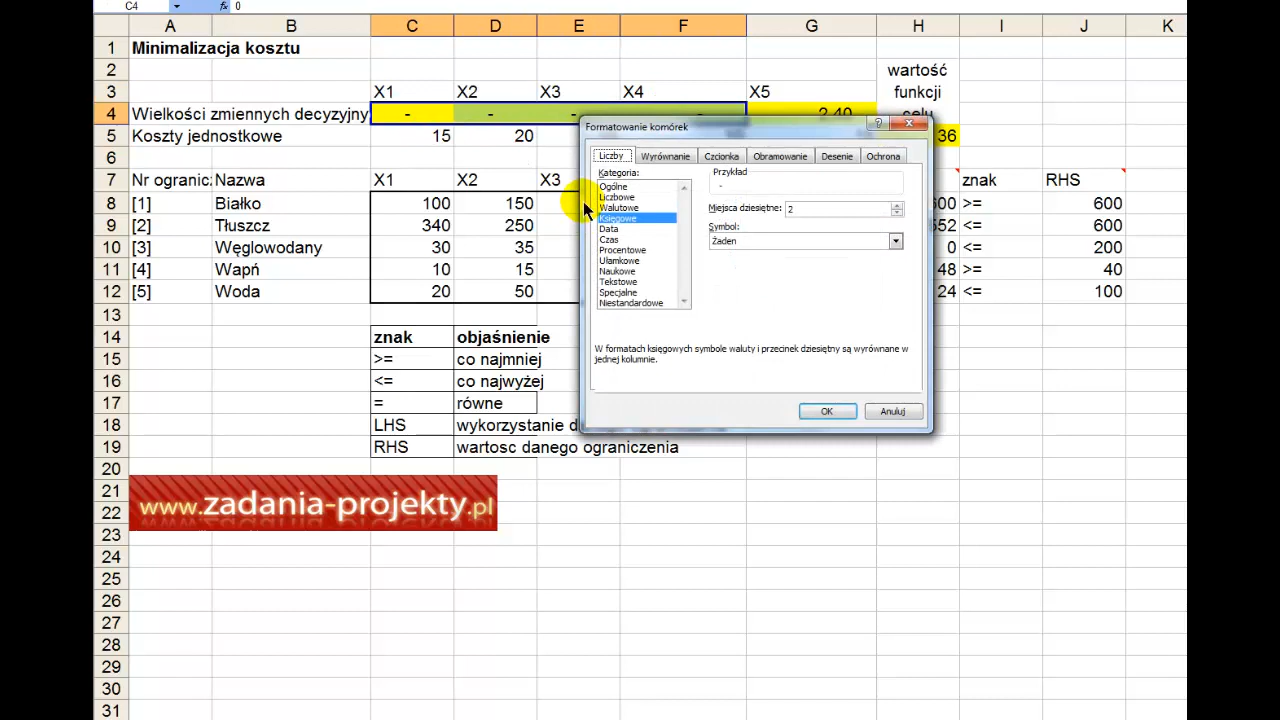 C4 fx 0
A B C D E F G H I J K
1 Minimalizacja kosztu
2 wartość
3 X1 X2 X3 X4 X5 funkcji
4 Wielkości zmiennych decyzyjny - - - - 2,40 celu
5 Koszty jednostkowe 15 20 36
6
7 Nr ogranic: Nazwa X1 X2 X3 znak RHS
8 [1] Białko 100 150 600 >= 600
9 [2] Tłuszcz 340 250 552 <= 600
10 [3] Węglowodany 30 35 0 <= 200
11 [4] Wapń 10 15 48 >= 40
12 [5] Woda 20 50 24 <= 100
13
14 znak objaśnienie
15 >= co najmniej
16 <= co najwyżej
17 = równe
18 LHS wykorzystanie
19 RHS wartosc danego ograniczenia
20
21
22
23
24
25
26
27
28
29
30
31
www.zadania-projekty.pl
Formatowanie komórek
Liczby Wyrównanie Czcionka Obramowanie Desenie Ochrona
Kategoria:
Ogólne
Liczbowe
Walutowe
Księgowe
Data
Czas
Procentowe
Ułamkowe
Naukowe
Tekstowe
Specjalne
Niestandardowe
Przykład
-
Miejsca dziesiętne: 2
Symbol:
Żaden
W formatach księgowych symbole waluty i przecinek dziesiętny są wyrównane w
jednej kolumnie.
OK Anuluj